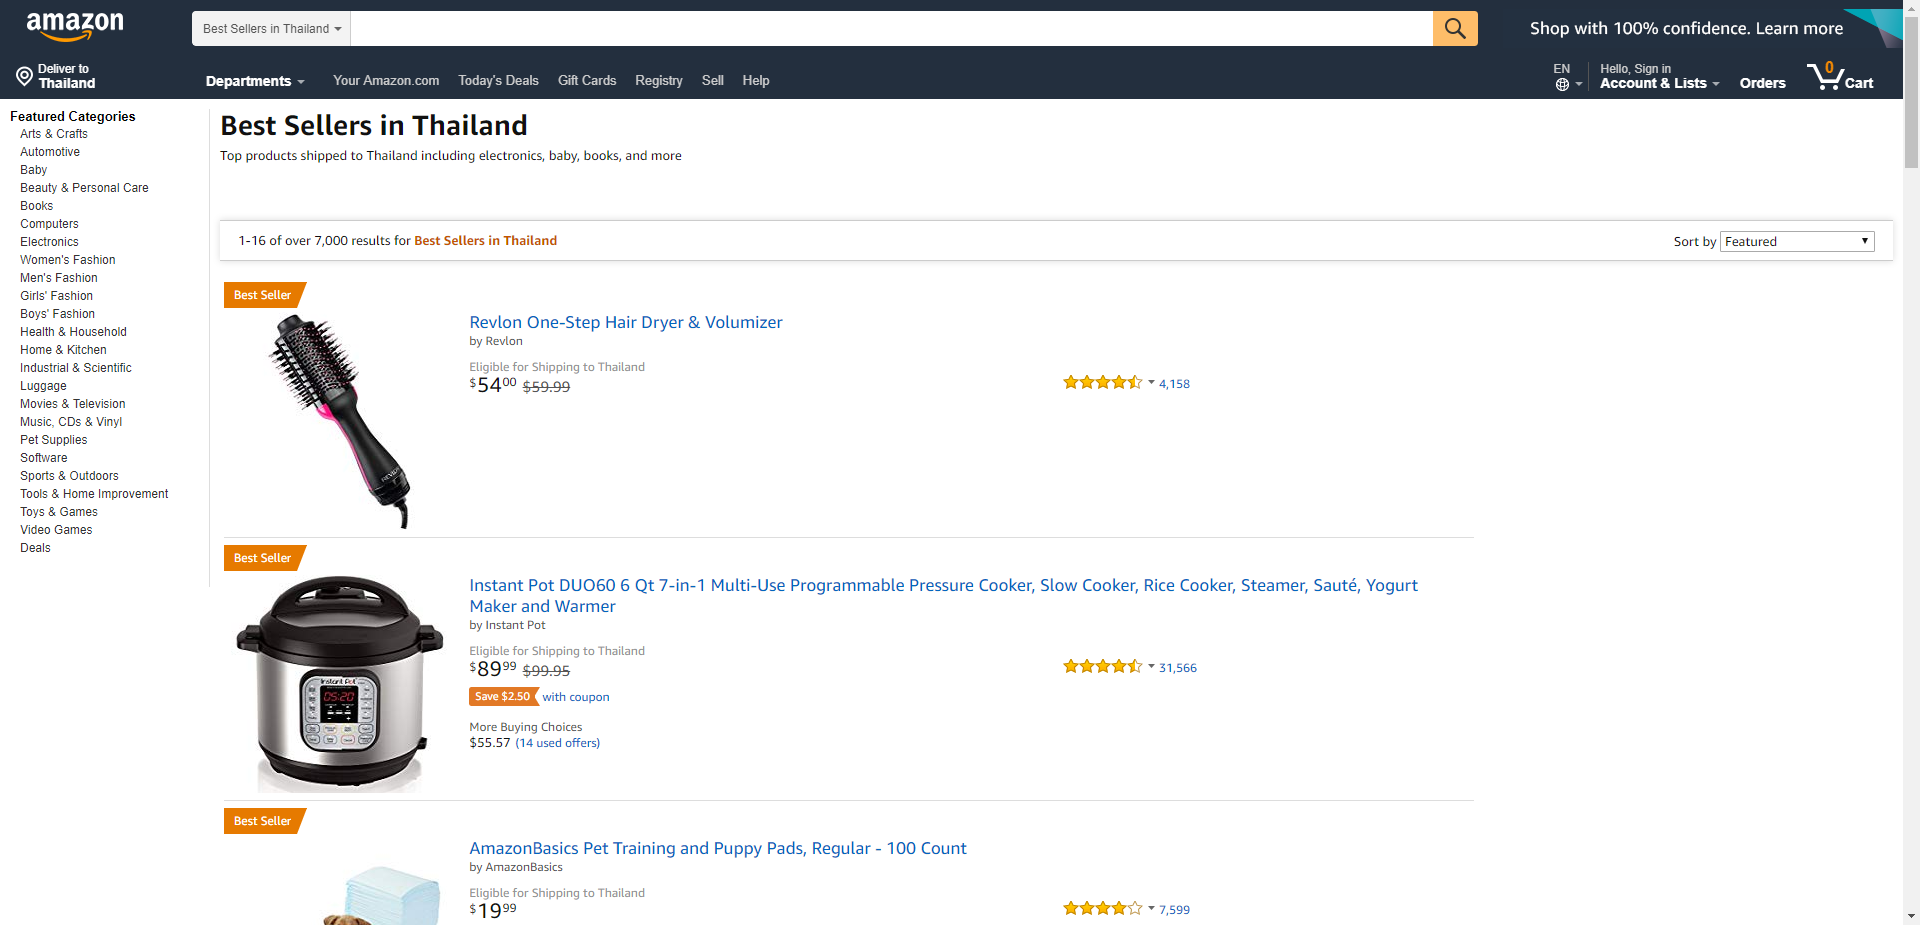 amazon
Best Sellers in Thailand
Shop with 100% confidence. Learn more
Deliver to
Thailand
Departments
Your Amazon.com
Today's Deals
Gift Cards
Registry
Sell
Help
EN
Hello, Sign in
Account & Lists
Orders
0
Cart
Featured Categories
Arts & Crafts
Automotive
Baby
Beauty & Personal Care
Books
Computers
Electronics
Women's Fashion
Men's Fashion
Girls' Fashion
Boys' Fashion
Health & Household
Home & Kitchen
Industrial & Scientific
Luggage
Movies & Television
Music, CDs & Vinyl
Pet Supplies
Software
Sports & Outdoors
Tools & Home Improvement
Toys & Games
Video Games
Deals
Best Sellers in Thailand
Top products shipped to Thailand including electronics, baby, books, and more
1-16 of over 7,000 results for Best Sellers in Thailand
Sort by Featured
Best Seller
REVLON
Revlon One-Step Hair Dryer & Volumizer
by Revlon
Eligible for Shipping to Thailand
$5400 $59.99
4,158
Best Seller
Instant Pot
05:20
Instant Pot DUO60 6 Qt 7-in-1 Multi-Use Programmable Pressure Cooker, Slow Cooker, Rice Cooker, Steamer, Sauté, Yogurt
Maker and Warmer
by Instant Pot
Eligible for Shipping to Thailand
$8999 $99.95
31,566
Save $2.50 with coupon
More Buying Choices
$55.57 (14 used offers)
Best Seller
AmazonBasics Pet Training and Puppy Pads, Regular - 100 Count
by AmazonBasics
Eligible for Shipping to Thailand
$1999
7,599